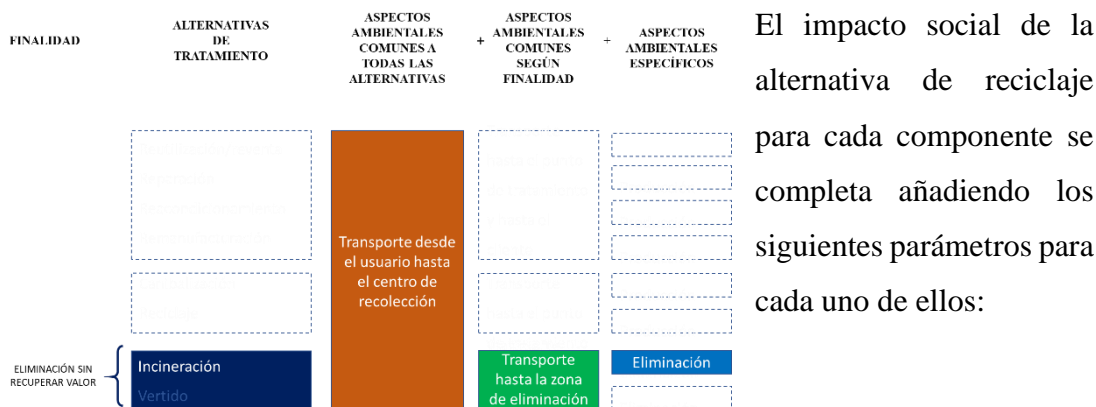 FINALIDAD
ALTERNATIVAS
DE
TRATAMIENTO
ASPECTOS
AMBIENTALES
COMUNES A
TODAS LAS
ALTERNATIVAS
+
ASPECTOS
AMBIENTALES
COMUNES
SEGÚN
FINALIDAD
+
ASPECTOS
AMBIENTALES
ESPECÍFICOS
Transporte desde
el usuario hasta
el centro de
recolección
ELIMINACIÓN SIN
RECUPERAR VALOR
Incineración
Vertido
Transporte
hasta la zona
de eliminación
Eliminación
El impacto social de la
alternativa de reciclaje
para cada componente se
completa añadiendo los
siguientes parámetros para
cada uno de ellos: